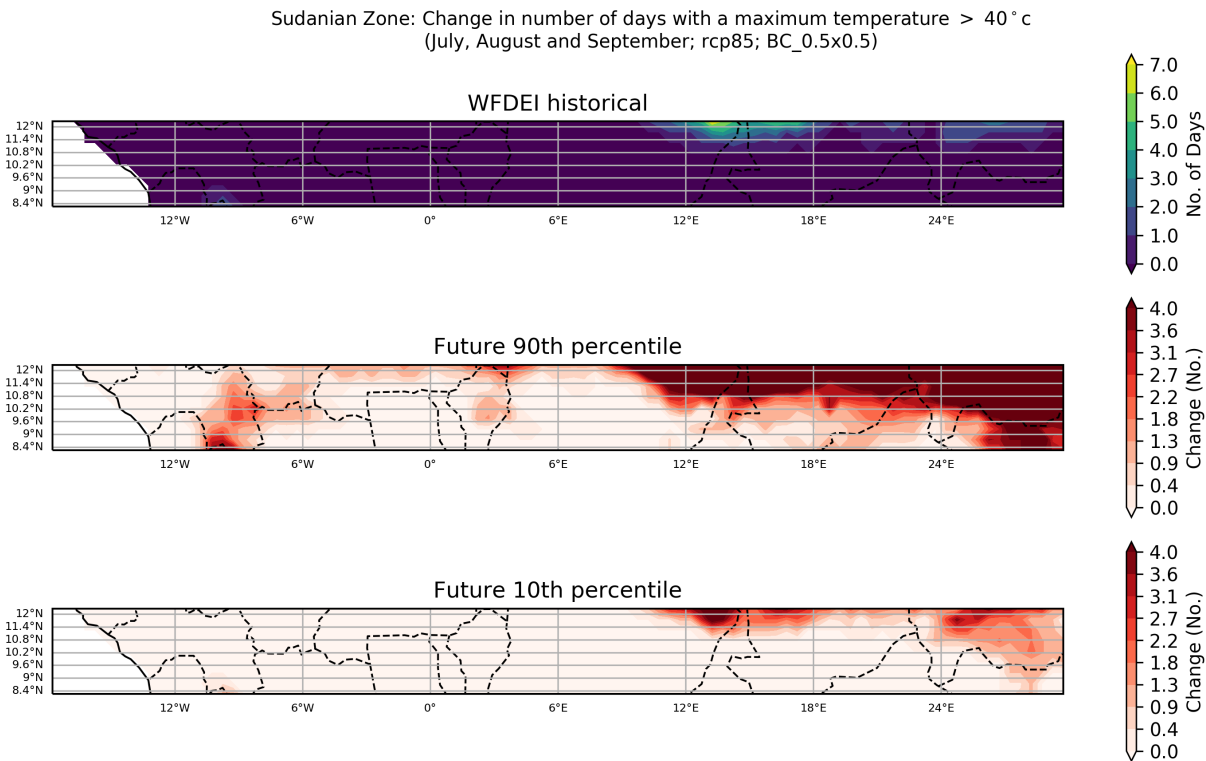 Sudanian Zone: Change in number of days with a maximum temperature > 40°c
(July, August and September; rcp85; BC_0.5x0.5)
WFDEI historical
12°N
11.4°N
10.8°N
10.2°N
9.6°N
9°N
8.4°N
12°W
6°W
0°
6°E
12°E
18°E
24°E
7.0
6.0
5.0
4.0
3.0
2.0
1.0
0.0
No. of Days
Future 90th percentile
12°N
11.4°N
10.8°N
10.2°N
9.6°N
9°N
8.4°N
12°W
6°W
0°
6°E
12°E
18°E
24°E
4.0
3.6
3.1
2.7
2.2
1.8
1.3
0.9
0.4
0.0
Change (No.)
Future 10th percentile
12°N
11.4°N
10.8°N
10.2°N
9.6°N
9°N
8.4°N
12°W
6°W
0°
6°E
12°E
18°E
24°E
4.0
3.6
3.1
2.7
2.2
1.8
1.3
0.9
0.4
0.0
Change (No.)